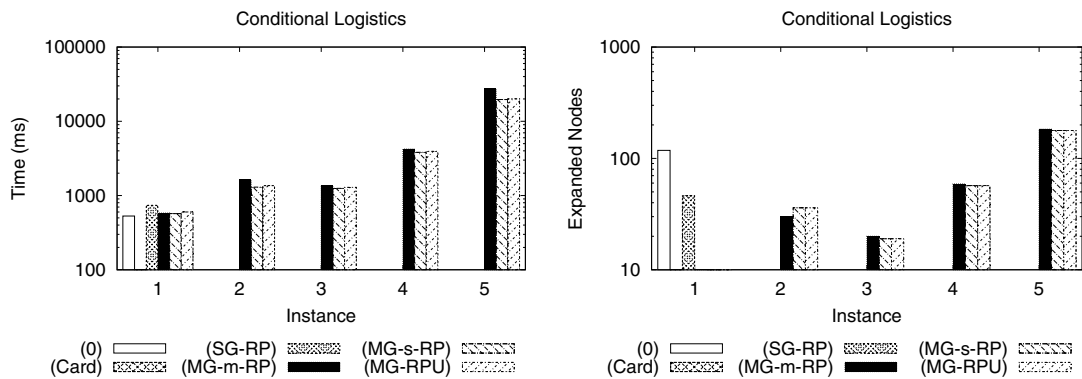 Conditional Logistics
100000
10000
1000
100
Time (ms)
1 2 3 4 5
Instance
(0) (SG-RP) (MG-s-RP)
(Card) (MG-m-RP) (MG-RPU)
Conditional Logistics
1000
100
10
Expanded Nodes
1 2 3 4 5
Instance
(0) (SG-RP) (MG-s-RP)
(Card) (MG-m-RP) (MG-RPU)